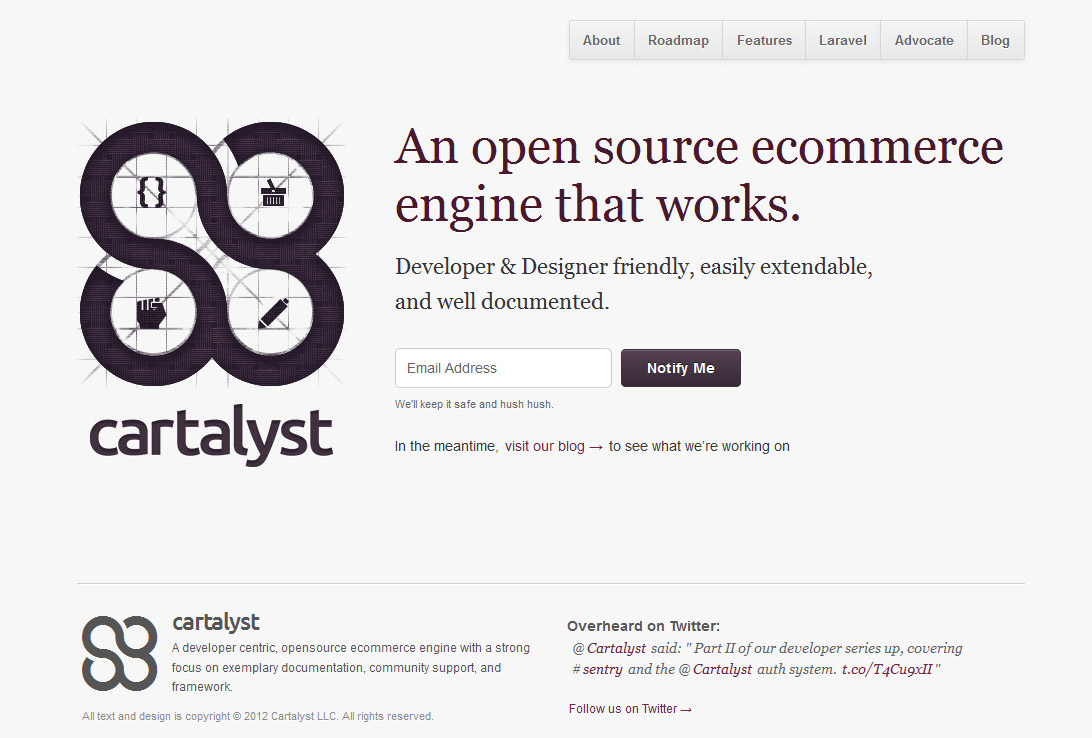 About Roadmap Features Laravel Advocate Blog
An open source ecommerce
engine that works.
Developer & Designer friendly, easily extendable,
and well documented.
Email Address Notify Me
We'll keep it safe and hush hush.
In the meantime, visit our blog → to see what we're working on
cartalyst
cartalyst
A developer centric, opensource ecommerce engine with a strong
focus on exemplary documentation, community support, and
framework.
All text and design is copyright © 2012 Cartalyst LLC. All rights reserved.
Overheard on Twitter:
@Cartalyst said: " Part II of our developer series up, covering
#sentry and the @Cartalyst auth system. t.co/T4Cu9xII "
Follow us on Twitter →